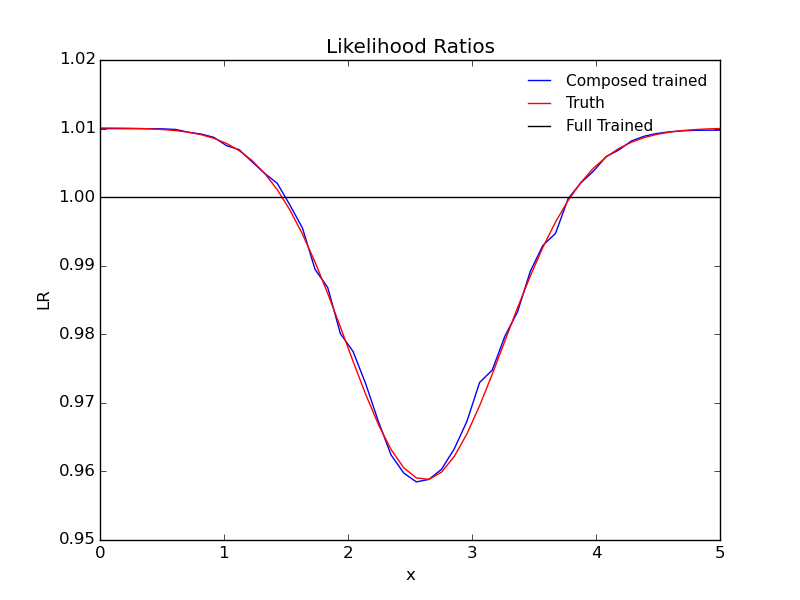 Likelihood Ratios
1.02
1.01
1.00
0.99
0.98
0.97
0.96
0.95
LR
Composed trained
Truth
Full Trained
0 1 2 3 4 5
x